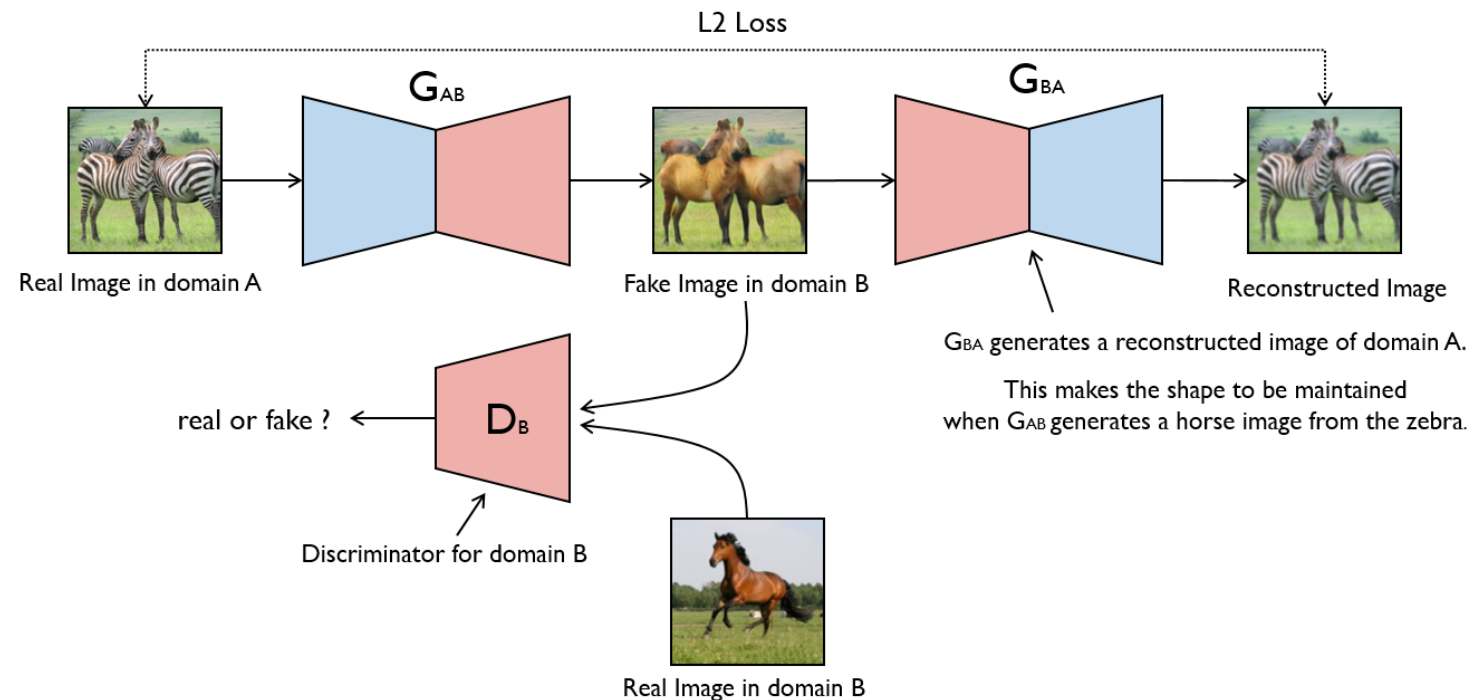 L2 Loss
GAB
GBA
Real Image in domain A
Fake Image in domain B
Reconstructed Image
GBA generates a reconstructed image of domain A.
This makes the shape to be maintained
when GAB generates a horse image from the zebra.
real or fake ?
DB
Discriminator for domain B
Real Image in domain B